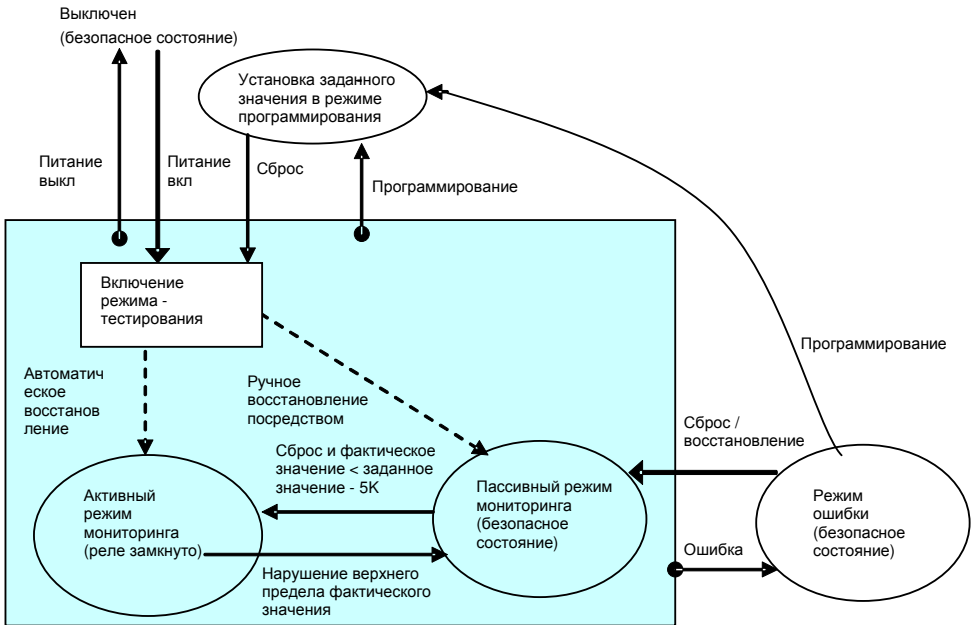 Выключен
(безопасное состояние)
Установка заданного
значения в режиме
программирования
Питание
выкл
Питание
вкл
Сброс
Программирование
Включение
режима -
тестирования
Программирование
Автоматич
еское
восстанов
ление
Ручное
восстановление
посредством
Сброс /
восстановление
Сброс и фактическое
значение < заданное
значение - 5K
Активный
режим
мониторинга
(реле замкнуто)
Пассивный режим
мониторинга
(безопасное
состояние)
Режим
ошибки
(безопасное
состояние)
Ошибка
Нарушение верхнего
предела фактического
значения